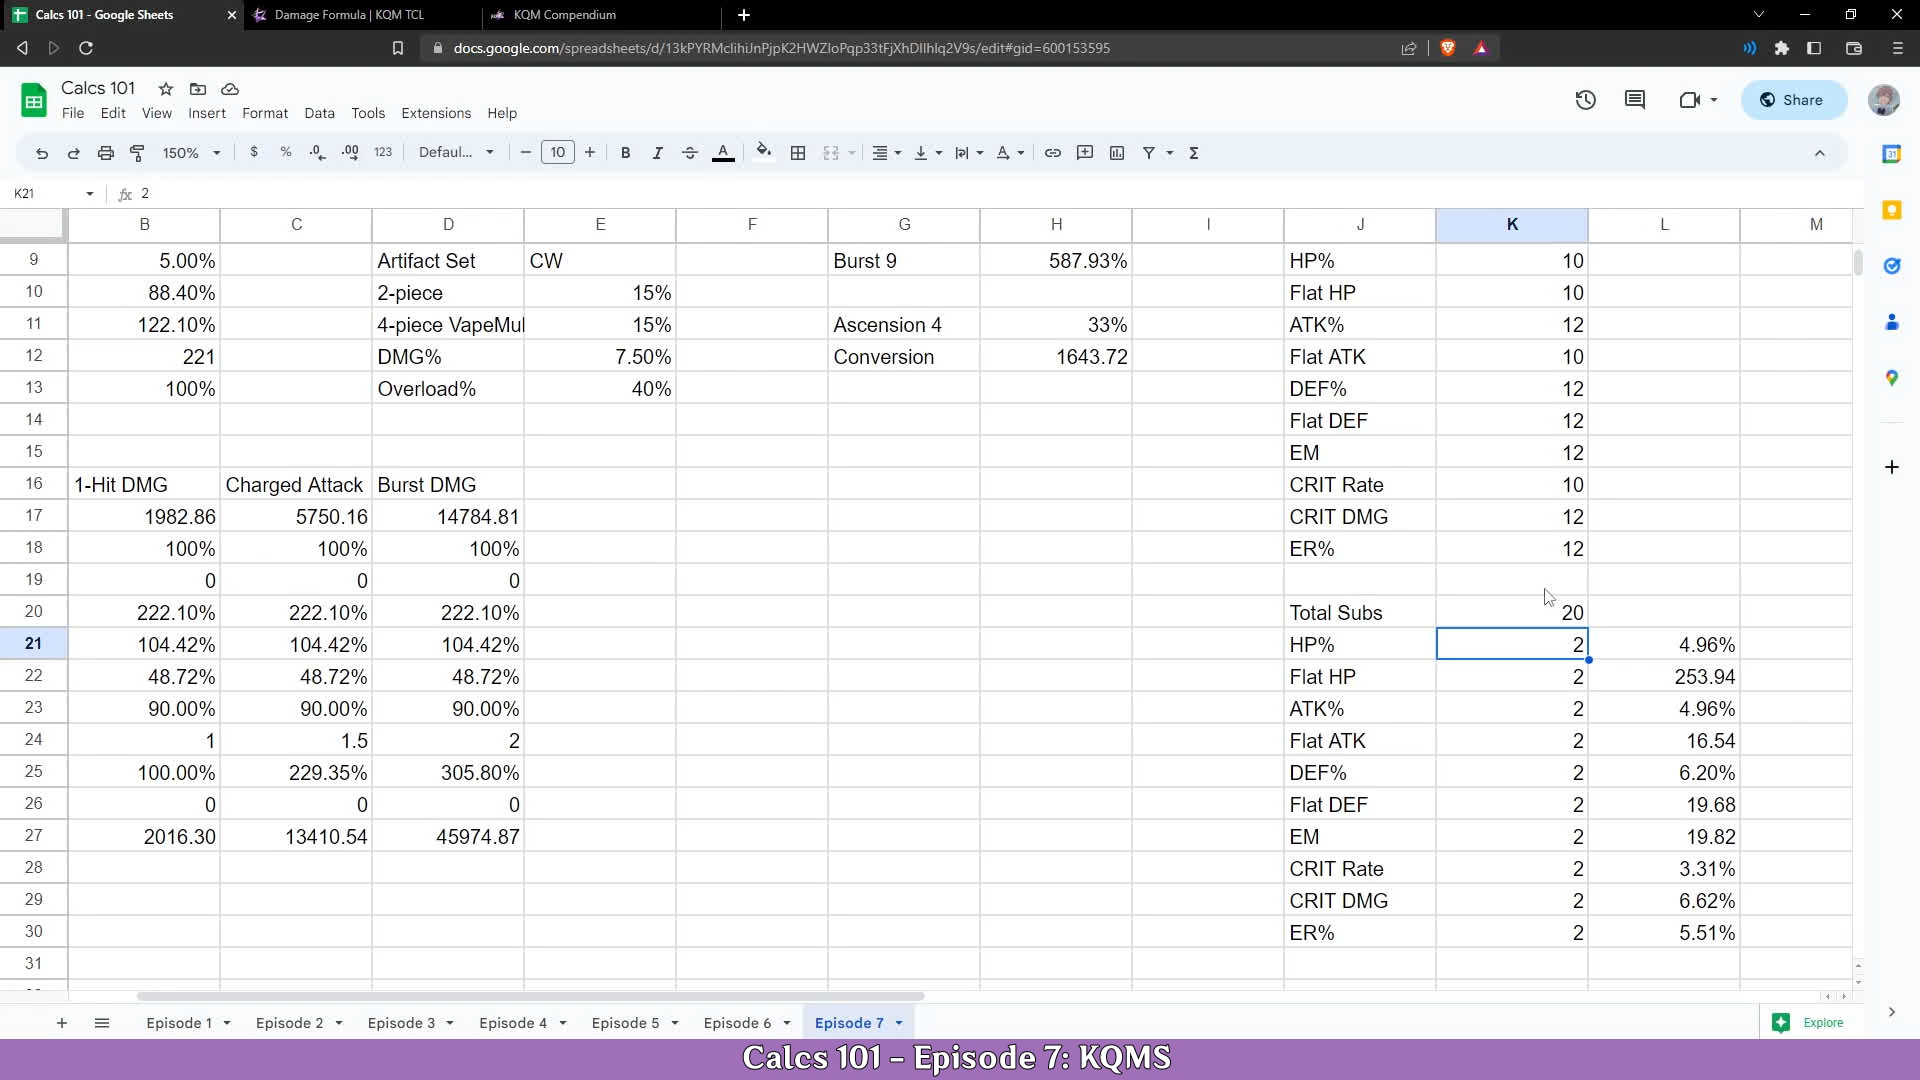 Calcs 101 - Google Sheets
Damage Formula | KQM TCL
KQM Compendium
docs.google.com/spreadsheets/d/13kPYRMclihiJnPjpK2HWZloPqp33tFjXhDIlhlq2V9s/edit#gid=600153595
Calcs 101
File Edit View Insert Format Data Tools Extensions Help
Share
150% $ % .0 .00 123 Defaul... 10
K21 fx 2
B C D E F G H I J K L M
9 5.00% Artifact Set CW Burst 9 587.93% HP% 10
10 88.40% 2-piece 15% Flat HP 10
11 122.10% 4-piece VapeMul 15% Ascension 4 33% ATK% 12
12 221 DMG% 7.50% Conversion 1643.72 Flat ATK 10
13 100% Overload% 40% DEF% 12
14 Flat DEF 12
15 EM 12
16 1-Hit DMG Charged Attack Burst DMG CRIT Rate 10
17 1982.86 5750.16 14784.81 CRIT DMG 12
18 100% 100% 100% ER% 12
19 0 0 0
20 222.10% 222.10% 222.10% Total Subs 20
21 104.42% 104.42% 104.42% HP% 2 4.96%
22 48.72% 48.72% 48.72% Flat HP 2 253.94
23 90.00% 90.00% 90.00% ATK% 2 4.96%
24 1 1.5 2 Flat ATK 2 16.54
25 100.00% 229.35% 305.80% DEF% 2 6.20%
26 0 0 0 Flat DEF 2 19.68
27 2016.30 13410.54 45974.87 EM 2 19.82
28 CRIT Rate 2 3.31%
29 CRIT DMG 2 6.62%
30 ER% 2 5.51%
31
Episode 1 Episode 2 Episode 3 Episode 4 Episode 5 Episode 6 Episode 7 Explore
Calcs 101 - Episode 7: KQMS